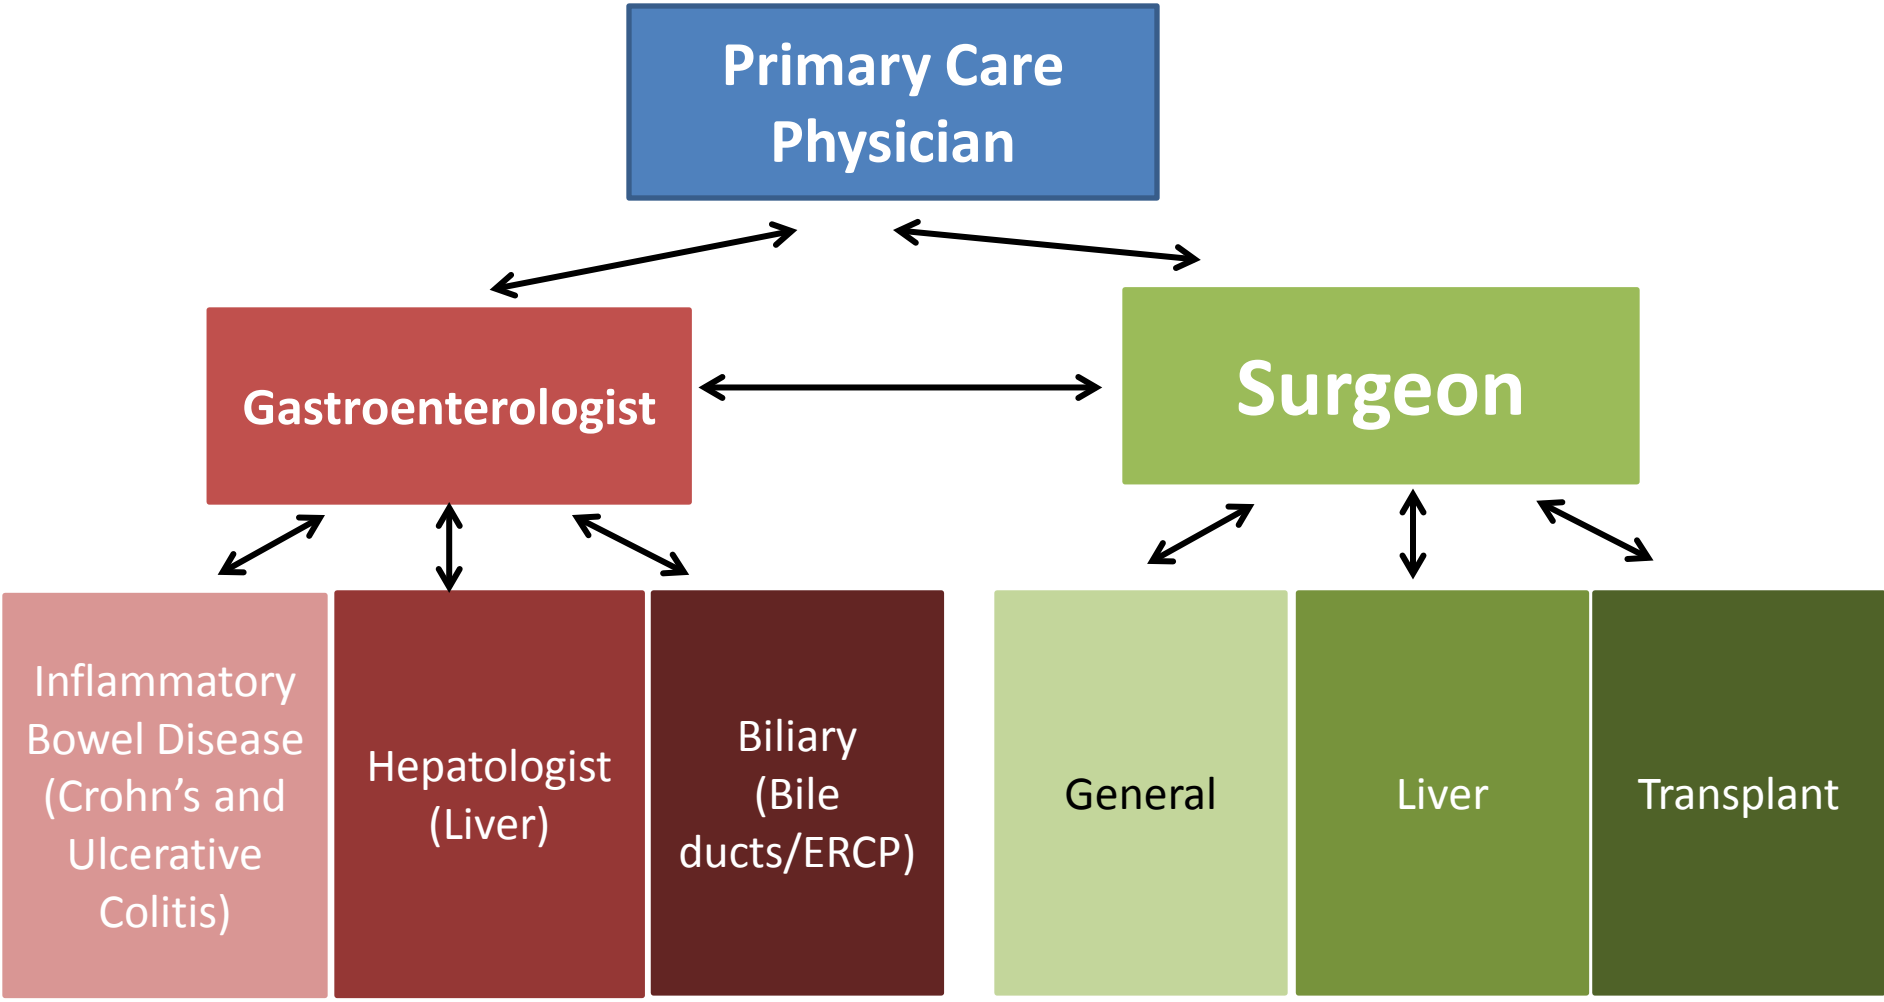 Primary Care
Physician
Gastroenterologist
Surgeon
Inflammatory
Bowel Disease
(Crohn’s and
Ulcerative
Colitis)
Hepatologist
(Liver)
Biliary
(Bile
ducts/ERCP)
General
Liver
Transplant